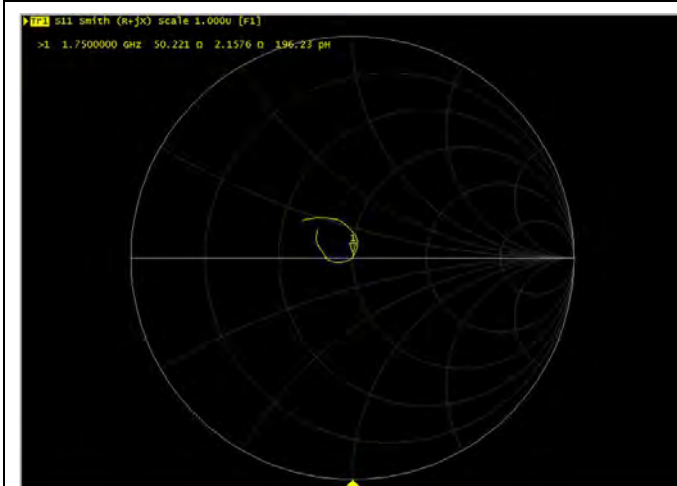 Tr1 S11 Smith (R+jX) Scale 1.000U [F1]
>1 1.7500000 GHz 50.221 Ω 2.1576 Ω 196.23 pH
1